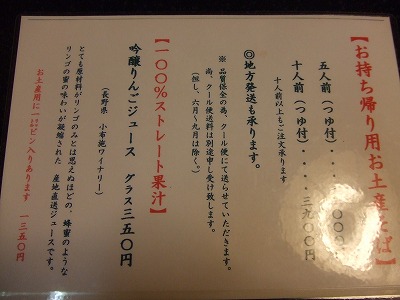 【お持ち帰り用お土産そば】
五人前（つゆ付）・・・
十人前（つゆ付）・・・三九〇〇円
十人前以上もご注文承ります
◎地方発送も承ります。
※ 品質保全の為、クール便にて送らせていただきます。
尚、クール便送料は別途申し受け致します。
（但し、六月〜九月は除く。）
【一〇〇％ストレート果汁】
吟醸りんごジュース グラス三五〇円
（長野県 小布施ワイナリー）
とても原材料がリンゴのみとは思えぬほどの、蜂蜜のような
リンゴの蜜の味わいが凝縮された 産地直送ジュースです。
お土産用に ビン入りあります 一三五〇円